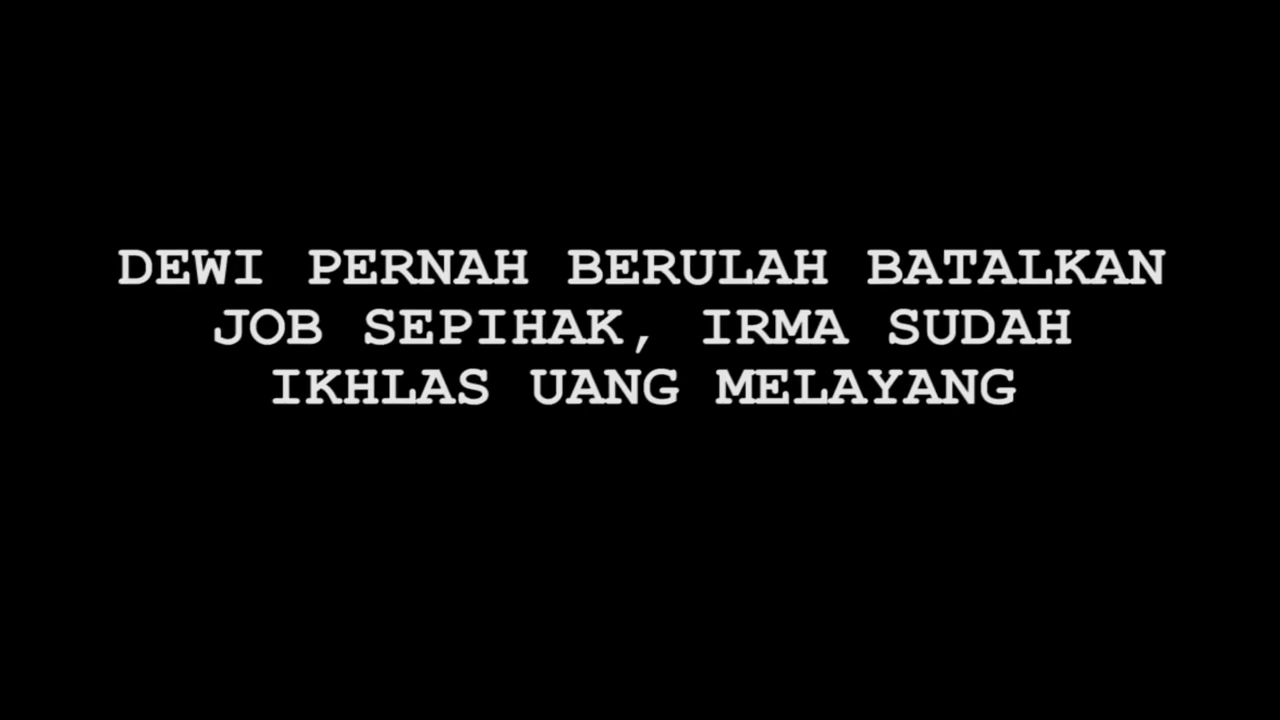 DEWI PERNAH BERULAH BATALKAN
JOB SEPIHAK, IRMA SUDAH
IKHLAS UANG MELAYANG